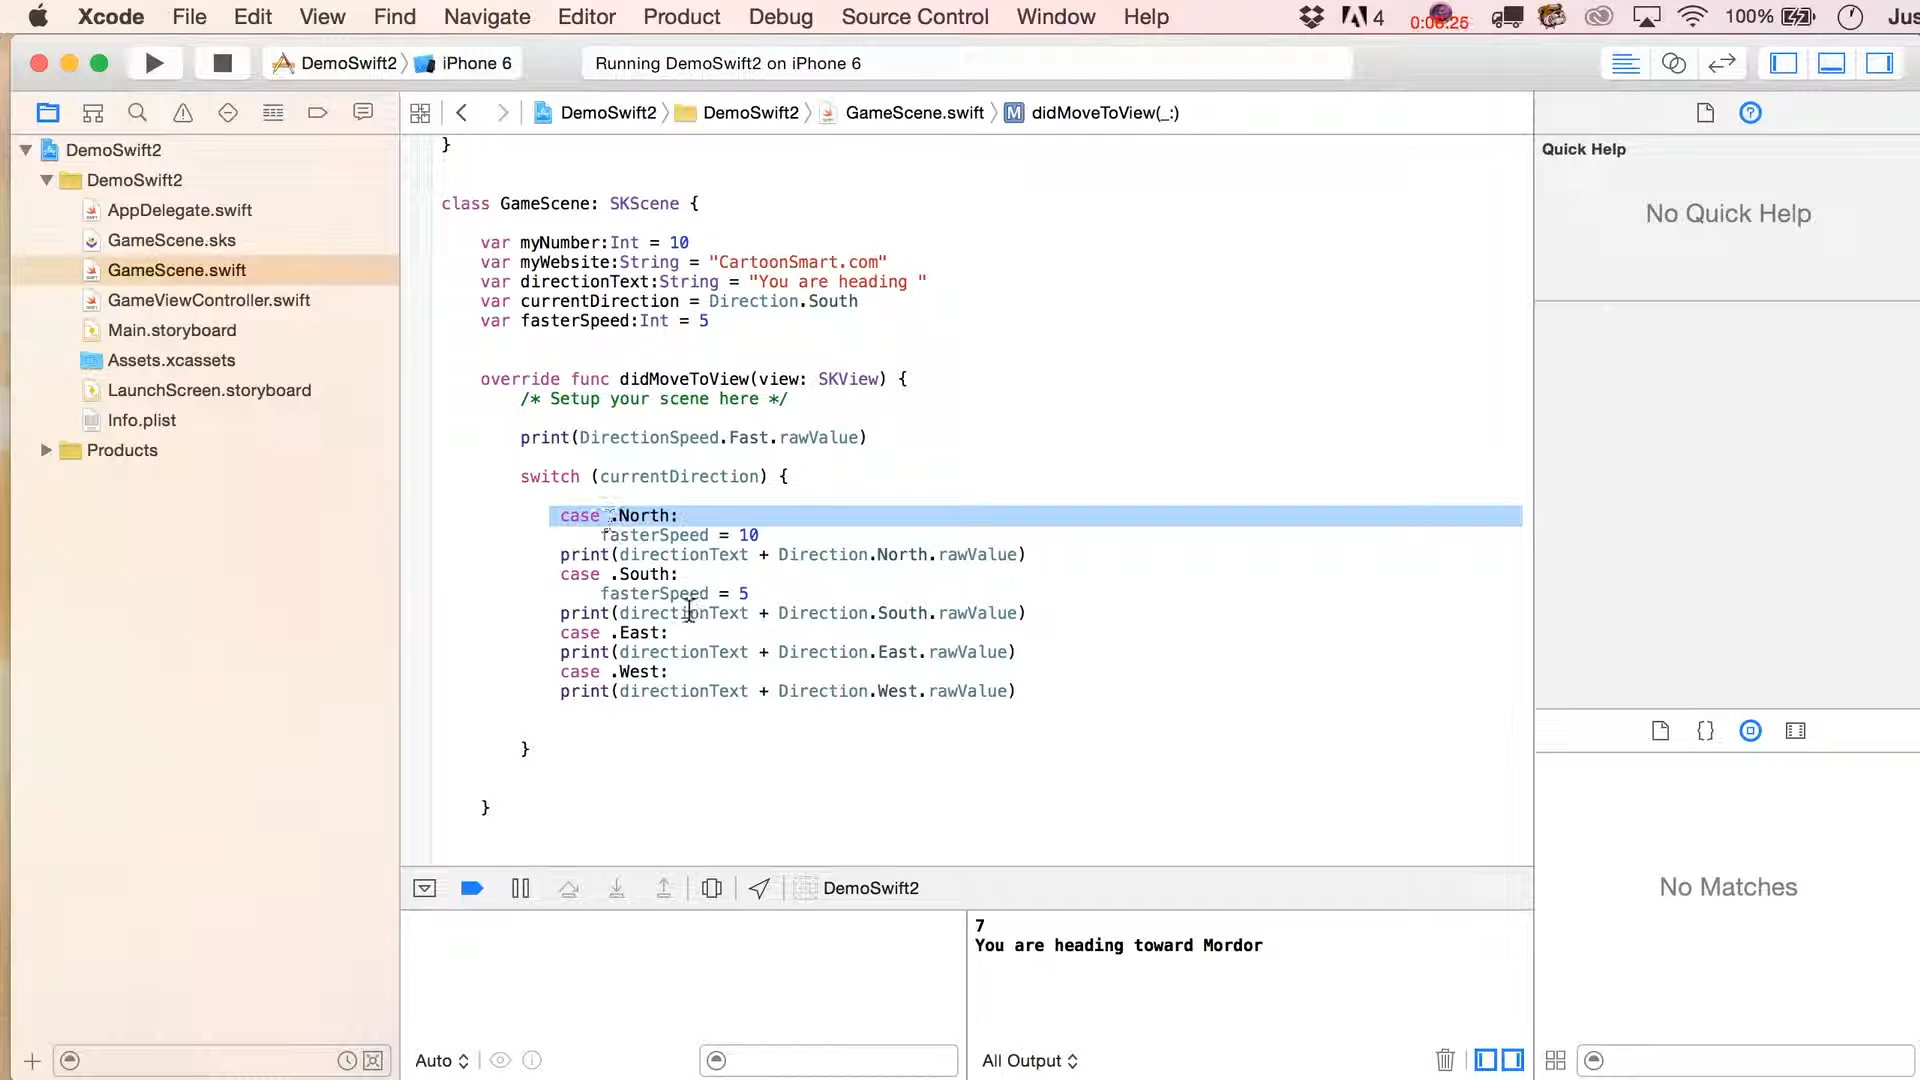 Xcode File Edit View Find Navigate Editor Product Debug Source Control Window Help 4 0:06:26 100% Jus
DemoSwift2 iPhone 6 Running DemoSwift2 on iPhone 6
DemoSwift2 DemoSwift2 GameScene.swift M didMoveToView(_:)
DemoSwift2
DemoSwift2
AppDelegate.swift
GameScene.sks
GameScene.swift
GameViewController.swift
Main.storyboard
Assets.xcassets
LaunchScreen.storyboard
Info.plist
Products
}
class GameScene: SKScene {
var myNumber:Int = 10
var myWebsite:String = "CartoonSmart.com"
var directionText:String = "You are heading "
var currentDirection = Direction.South
var fasterSpeed:Int = 5
override func didMoveToView(view: SKView) {
/* Setup your scene here */
print(DirectionSpeed.Fast.rawValue)
switch (currentDirection) {
case .North:
fasterSpeed = 10
print(directionText + Direction.North.rawValue)
case .South:
fasterSpeed = 5
print(directionText + Direction.South.rawValue)
case .East:
print(directionText + Direction.East.rawValue)
case .West:
print(directionText + Direction.West.rawValue)
}
}
Quick Help
No Quick Help
{}
No Matches
DemoSwift2
7
You are heading toward Mordor
Auto
All Output